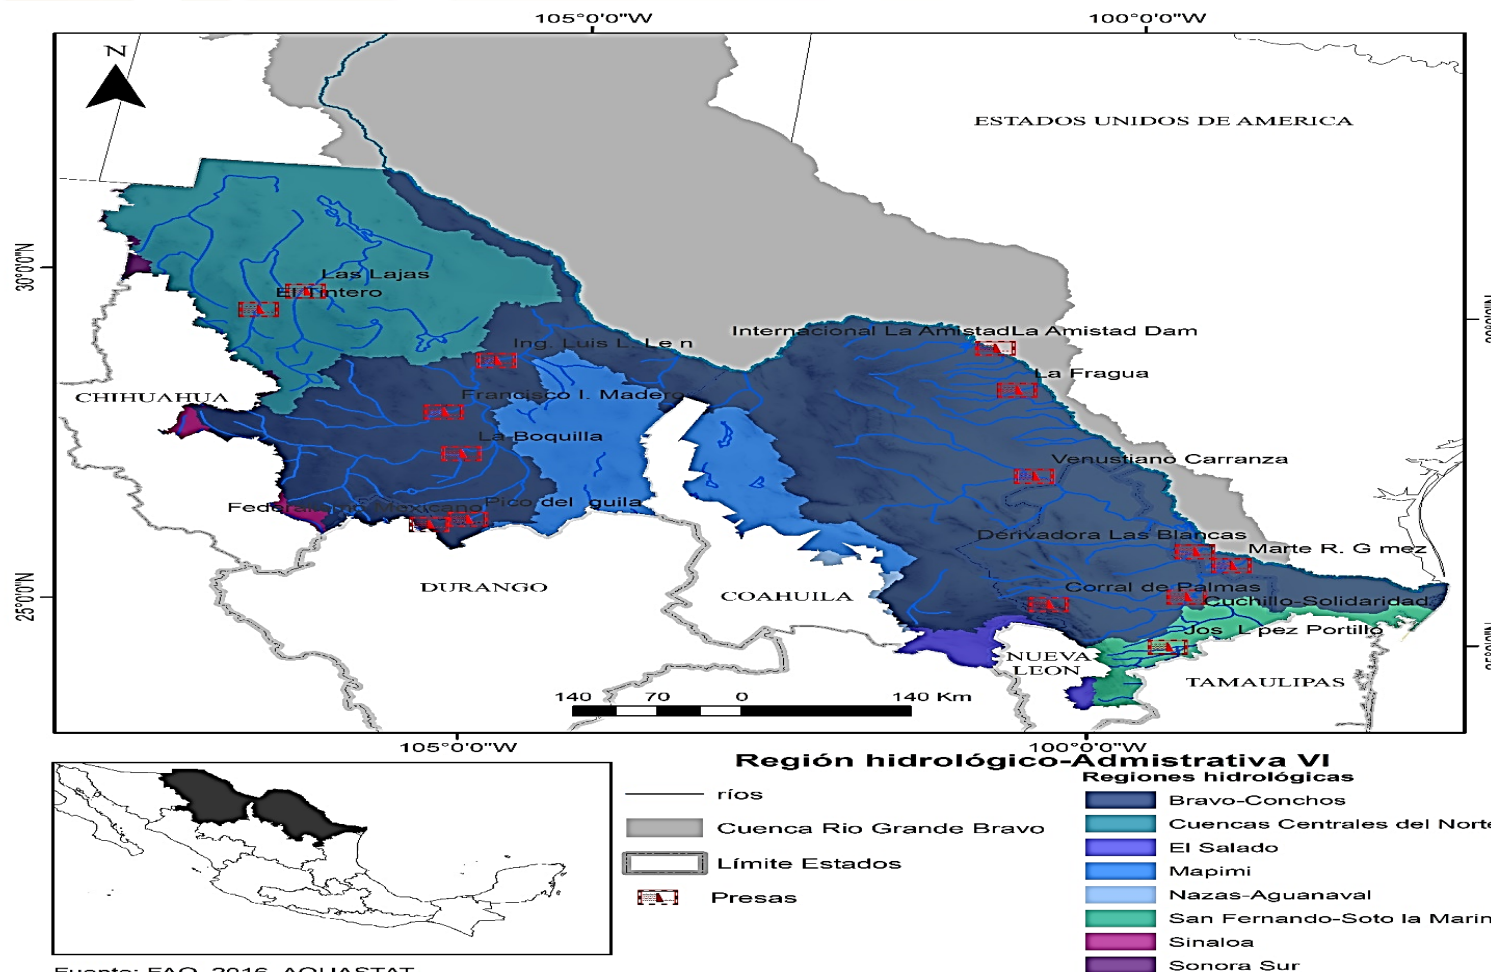 105°0'0"W 100°0'0"W
N
ESTADOS UNIDOS DE AMERICA
30°0'0"N
Las Lajas
El Tintero
Internacional La Amistad La Amistad Dam
Ing. Luis L. Le n
La Fragua
CHIHUAHUA
Francisco I. Madero
La Boquilla
Venustiano Carranza
Pico del guila
Federalismo Mexicano
Derivadora Las Blancas
Marte R. G mez
DURANGO
COAHUILA
Corral de Palmas
Cuchillo-Solidaridad
25°0'0"N
Jos L pez Portillo
NUEVA
LEON
TAMAULIPAS
140 70 0 140 Km
105°0'0"W 100°0'0"W
Región hidrológico-Admistrativa VI
Regiones hidrológicas
ríos
Bravo-Conchos
Cuenca Rio Grande Bravo
Cuencas Centrales del Norte
El Salado
Límite Estados
Mapimi
Presas
Nazas-Aguanaval
San Fernando-Soto la Marin
Sinaloa
Sonora Sur
Fuente: FAO, 2016. AQUASTAT